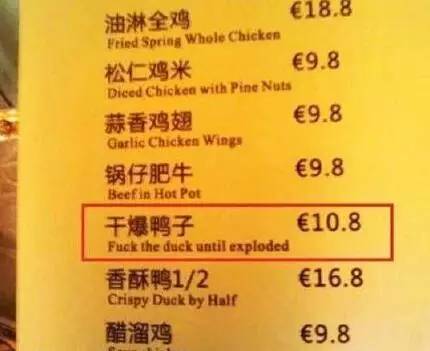 油淋全鸡 €18.8
Fried Spring Whole Chicken
松仁鸡米 €9.8
Diced Chicken with Pine Nuts
蒜香鸡翅 €9.8
Garlic Chicken Wings
锅仔肥牛 €9.8
Beef in Hot Pot
干爆鸭子 €10.8
Fuck the duck until exploded
香酥鸭1/2 €16.8
Crispy Duck by Half
醋溜鸡 €9.8